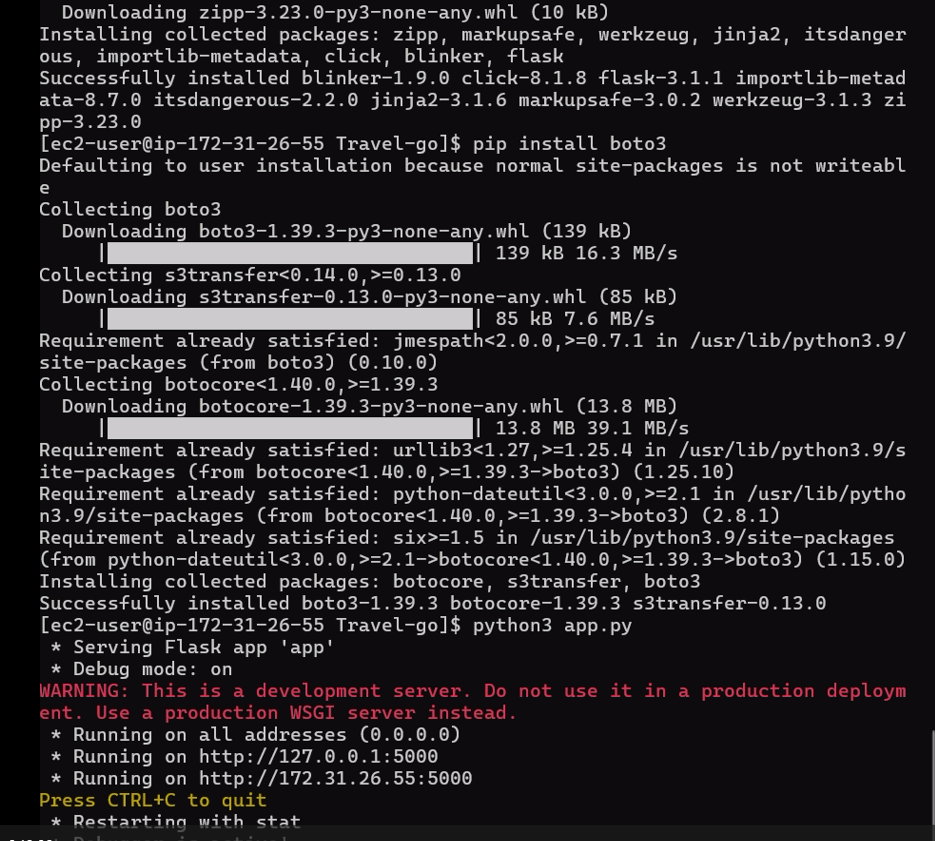 Downloading zipp-3.23.0-py3-none-any.whl (10 kB)
Installing collected packages: zipp, markupsafe, werkzeug, jinja2, itsdanger
ous, importlib-metadata, click, blinker, flask
Successfully installed blinker-1.9.0 click-8.1.8 flask-3.1.1 importlib-metad
ata-8.7.0 itsdangerous-2.2.0 jinja2-3.1.6 markupsafe-3.0.2 werkzeug-3.1.3 zi
pp-3.23.0
[ec2-user@ip-172-31-26-55 Travel-go]$ pip install boto3
Defaulting to user installation because normal site-packages is not writeabl
e
Collecting boto3
Downloading boto3-1.39.3-py3-none-any.whl (139 kB)
| | 139 kB 16.3 MB/s
Collecting s3transfer<0.14.0,>=0.13.0
Downloading s3transfer-0.13.0-py3-none-any.whl (85 kB)
| | 85 kB 7.6 MB/s
Requirement already satisfied: jmespath<2.0.0,>=0.7.1 in /usr/lib/python3.9/
site-packages (from boto3) (0.10.0)
Collecting botocore<1.40.0,>=1.39.3
Downloading botocore-1.39.3-py3-none-any.whl (13.8 MB)
| | 13.8 MB 39.1 MB/s
Requirement already satisfied: urllib3<1.27,>=1.25.4 in /usr/lib/python3.9/s
ite-packages (from botocore<1.40.0,>=1.39.3->boto3) (1.25.10)
Requirement already satisfied: python-dateutil<3.0.0,>=2.1 in /usr/lib/pytho
n3.9/site-packages (from botocore<1.40.0,>=1.39.3->boto3) (2.8.1)
Requirement already satisfied: six>=1.5 in /usr/lib/python3.9/site-packages
(from python-dateutil<3.0.0,>=2.1->botocore<1.40.0,>=1.39.3->boto3) (1.15.0)
Installing collected packages: botocore, s3transfer, boto3
Successfully installed boto3-1.39.3 botocore-1.39.3 s3transfer-0.13.0
[ec2-user@ip-172-31-26-55 Travel-go]$ python3 app.py
* Serving Flask app 'app'
* Debug mode: on
WARNING: This is a development server. Do not use it in a production deploym
ent. Use a production WSGI server instead.
* Running on all addresses (0.0.0.0)
* Running on http://127.0.0.1:5000
* Running on http://172.31.26.55:5000
Press CTRL+C to quit
* Restarting with stat